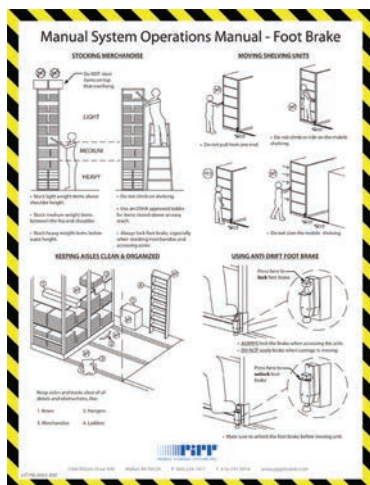 Manual System Operations Manual - Foot Brake
STOCKING MERCHANDISE
MOVING SHELVING UNITS
Do NOT store
items on top
that overhang.
LIGHT
MEDIUM
HEAVY
• Stock light weight items above
shoulder height.
• Stock medium weight items
between the hip and shoulder.
• Stock heavy weight items below
waist height.
• Do not climb on shelving.
• Use an OSHA approved ladder
for items stored above an easy
reach.
• Always lock foot brake, especially
when stocking merchandise and
accessing items.
• Do not pull from one end.
• Do not climb or ride on the mobile
shelving.
• Do not slam the mobile shelving.
KEEPING AISLES CLEAN & ORGANIZED
Keep aisles and tracks clear of all
debris and obstructions, like:
1. Boxes
2. Hangers
3. Merchandise
4. Ladders
USING ANTI-DRIFT FOOT BRAKE
Press here to
lock foot brake
• ALWAYS lock the brake when accessing the aisle.
• DO NOT apply brake when carriage is moving.
Press here to
unlock foot
brake
• Make sure to unlock the foot brake before moving unit.
PIPP